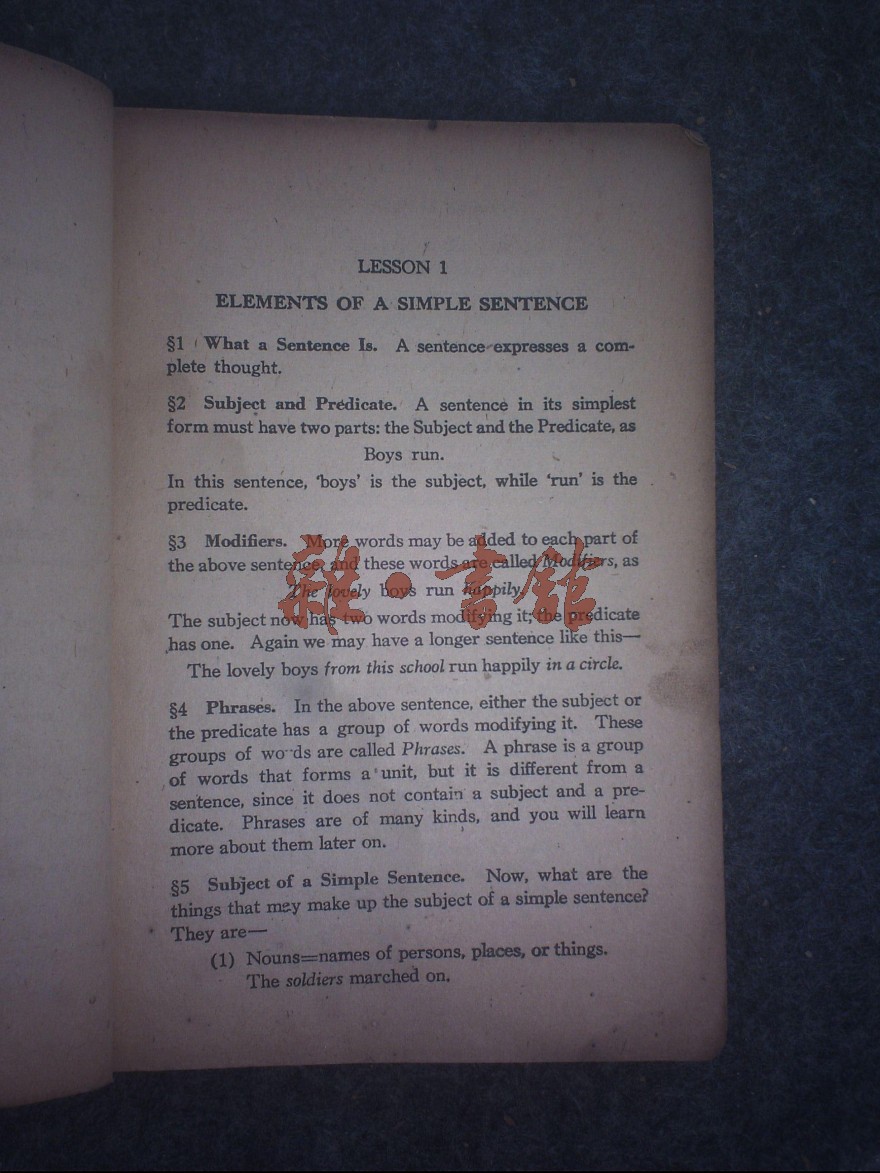 LESSON 1
ELEMENTS OF A SIMPLE SENTENCE
§1 What a Sentence Is. A sentence expresses a com-
plete thought.
§2 Subject and Predicate. A sentence in its simplest
form must have two parts: the Subject and the Predicate, as
Boys run.
In this sentence, 'boys' is the subject, while 'run' is the
predicate.
§3 Modifiers. More words may be added to each part of
the above sentence, and these words are called Modifiers, as
The lovely boys run happily.
雜·書館
The subject now has two words modifying it; the predicate
has one. Again we may have a longer sentence like this—
The lovely boys from this school run happily in a circle.
§4 Phrases. In the above sentence, either the subject or
the predicate has a group of words modifying it. These
groups of words are called Phrases. A phrase is a group
of words that forms a unit, but it is different from a
sentence, since it does not contain a subject and a pre-
dicate. Phrases are of many kinds, and you will learn
more about them later on.
§5 Subject of a Simple Sentence. Now, what are the
things that may make up the subject of a simple sentence?
They are—
(1) Nouns=names of persons, places, or things.
The soldiers marched on.